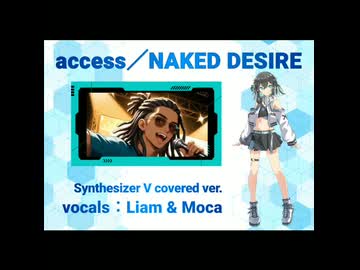 access／NAKED DESIRE
Synthesizer V covered ver.
vocals：Liam & Moca